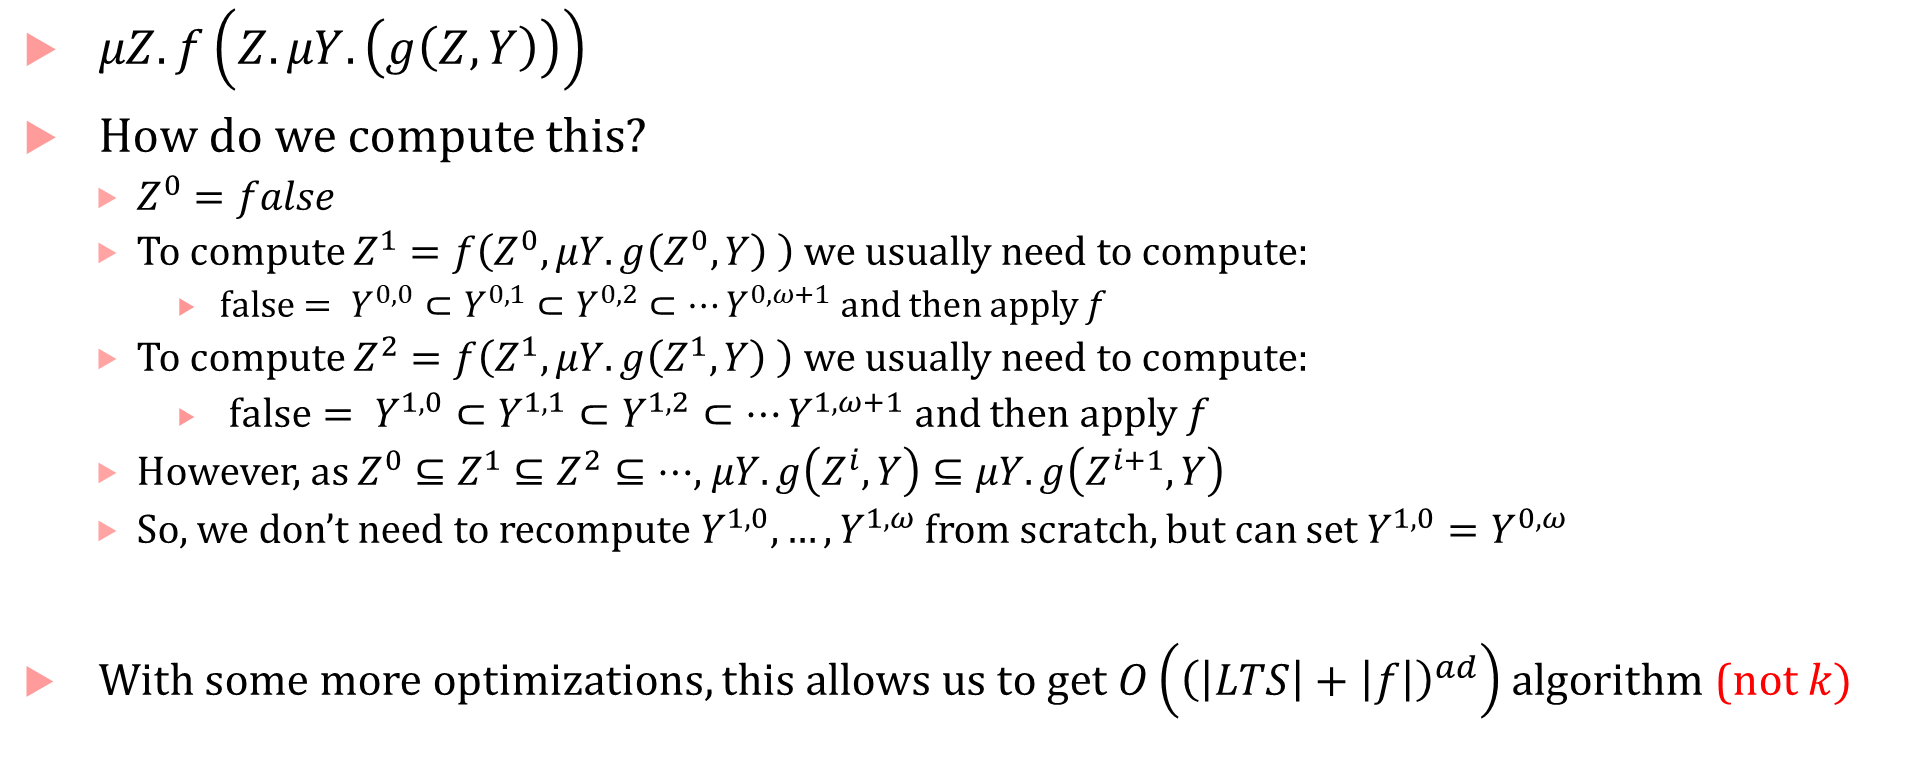 μZ. f (Z. μY. (g(Z, Y)))
How do we compute this?
Z⁰ = false
To compute Z¹ = f(Z⁰, μY. g(Z⁰, Y) ) we usually need to compute:
false = Y⁰,⁰ ⊂ Y⁰,¹ ⊂ Y⁰,² ⊂ ⋯ Y^{0,ω+1} and then apply f
To compute Z² = f(Z¹, μY. g(Z¹, Y) ) we usually need to compute:
false = Y^{1,0} ⊂ Y^{1,1} ⊂ Y^{1,2} ⊂ ⋯ Y^{1,ω+1} and then apply f
However, as Z⁰ ⊆ Z¹ ⊆ Z² ⊆ ⋯, μY. g(Z^i, Y) ⊆ μY. g(Z^{i+1}, Y)
So, we don’t need to recompute Y^{1,0}, … , Y^{1,ω} from scratch, but can set Y^{1,0} = Y^{0,ω}
With some more optimizations, this allows us to get O ((|LTS| + |f|)^{ad}) algorithm (not k)